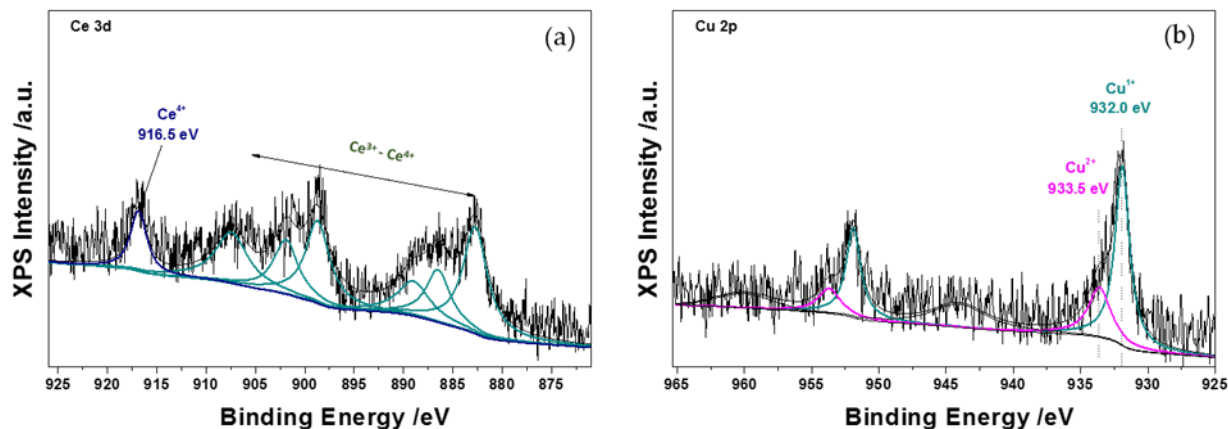 Ce 3d
(a)
Ce⁴⁺
916.5 eV
Ce³⁺- Ce⁴⁺
XPS Intensity /a.u.
925 920 915 910 905 900 895 890 885 880 875
Binding Energy /eV
Cu 2p
(b)
Cu¹⁺
932.0 eV
Cu²⁺
933.5 eV
XPS Intensity /a.u.
965 960 955 950 945 940 935 930 925
Binding Energy /eV